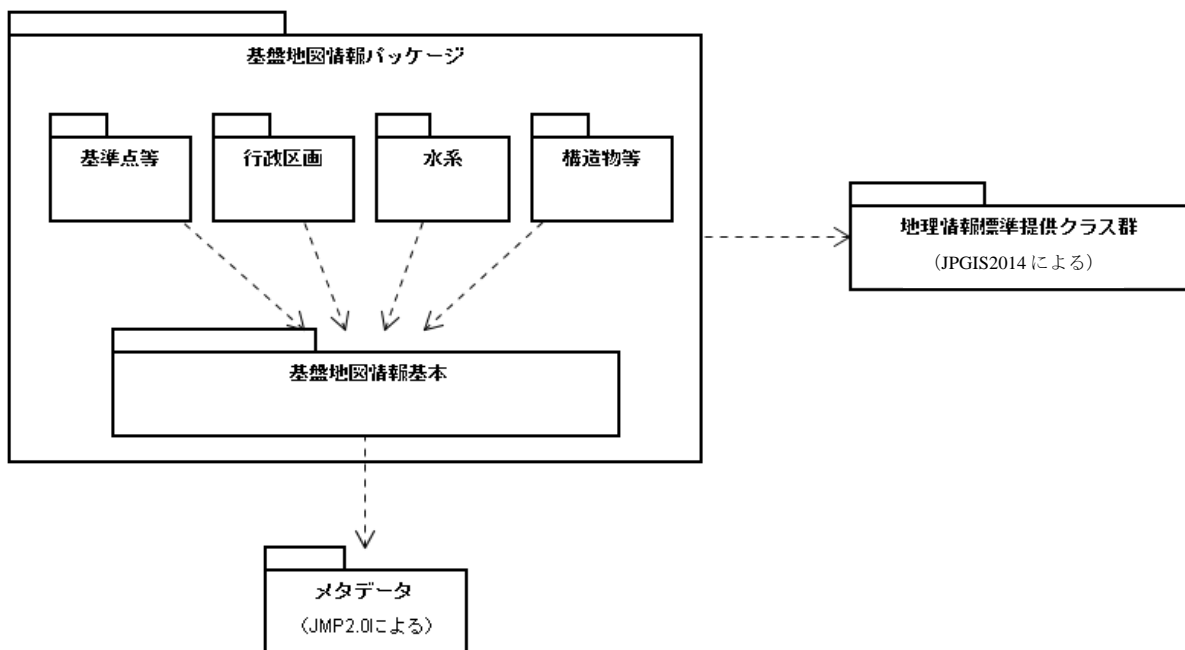 基盤地図情報パッケージ
基準点等
行政区画
水系
構造物等
地理情報標準提供クラス群
（JPGIS2014 による）
基盤地図情報基本
メタデータ
（JMP2.0による）